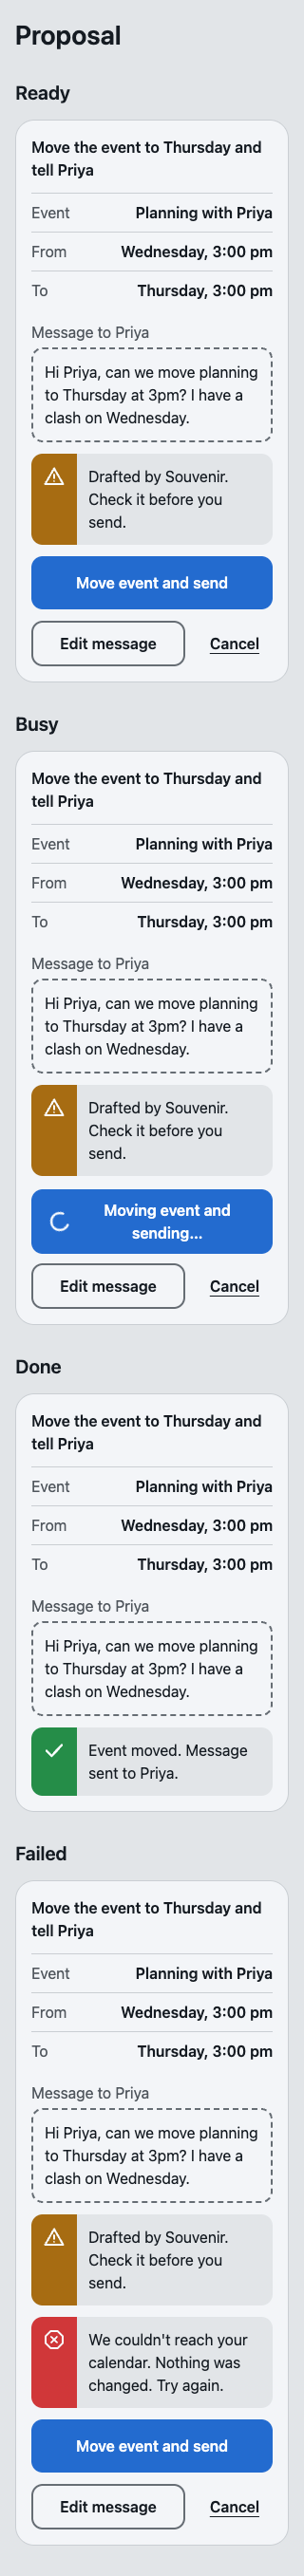 Proposal
Ready
Move the event to Thursday and
tell Priya
Event Planning with Priya
From Wednesday, 3:00 pm
To Thursday, 3:00 pm
Message to Priya
Hi Priya, can we move planning
to Thursday at 3pm? I have a
clash on Wednesday.
Drafted by Souvenir.
Check it before you
send.
Move event and send
Edit message Cancel
Busy
Move the event to Thursday and
tell Priya
Event Planning with Priya
From Wednesday, 3:00 pm
To Thursday, 3:00 pm
Message to Priya
Hi Priya, can we move planning
to Thursday at 3pm? I have a
clash on Wednesday.
Drafted by Souvenir.
Check it before you
send.
Moving event and
sending...
Edit message Cancel
Done
Move the event to Thursday and
tell Priya
Event Planning with Priya
From Wednesday, 3:00 pm
To Thursday, 3:00 pm
Message to Priya
Hi Priya, can we move planning
to Thursday at 3pm? I have a
clash on Wednesday.
Event moved. Message
sent to Priya.
Failed
Move the event to Thursday and
tell Priya
Event Planning with Priya
From Wednesday, 3:00 pm
To Thursday, 3:00 pm
Message to Priya
Hi Priya, can we move planning
to Thursday at 3pm? I have a
clash on Wednesday.
Drafted by Souvenir.
Check it before you
send.
We couldn't reach your
calendar. Nothing was
changed. Try again.
Move event and send
Edit message Cancel